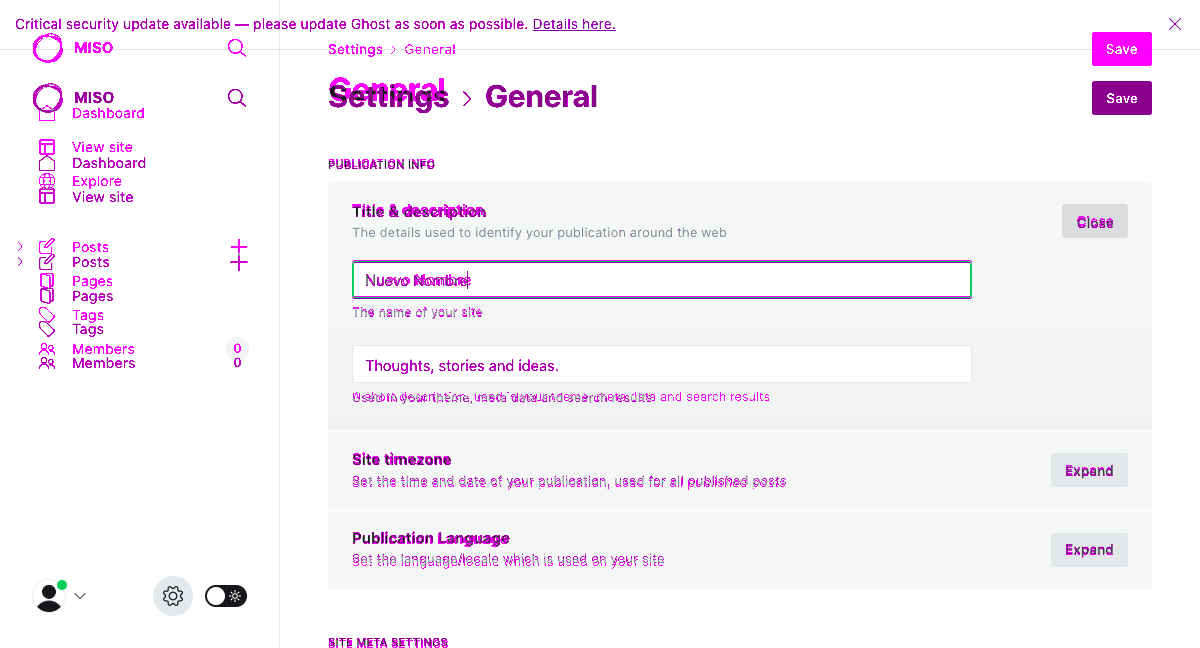 Critical security update available — please update Ghost as soon as possible. Details here.
MISO
Settings > General
Save
General
Settings > General
Save
MISO
Dashboard
View site
Dashboard
Explore
View site
PUBLICATION INFO
Title & description
The details used to identify your publication around the web
Close
Posts
Posts
Pages
Pages
Tags
Tags
Members 0
Members 0
Nuevo Nombre
The name of your site
Thoughts, stories and ideas.
Used in your theme, meta data and search results
Site timezone
Set the time and date of your publication, used for all published posts
Expand
Publication Language
Set the language/locale which is used on your site
Expand
SITE META SETTINGS